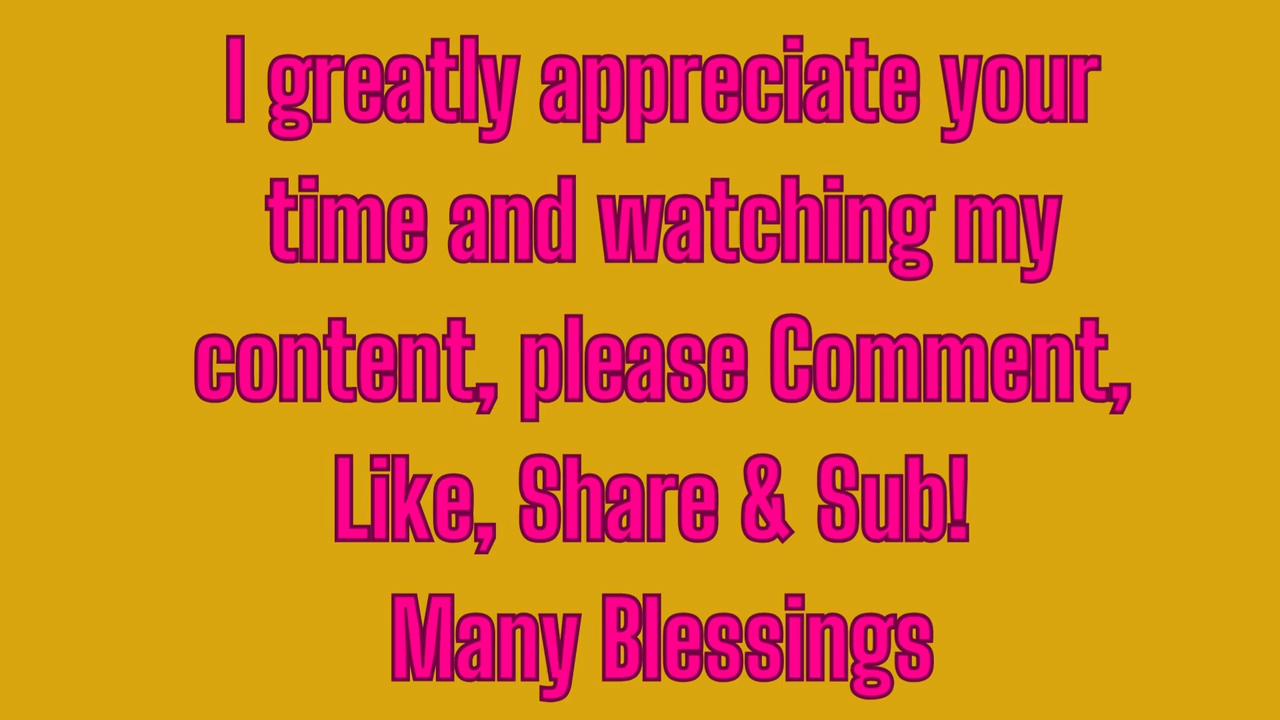 I greatly appreciate your
time and watching my
content, please Comment,
Like, Share & Sub!
Many Blessings